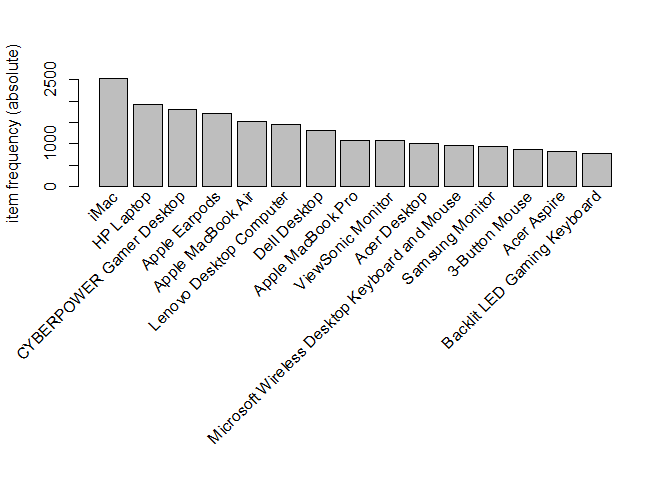 item frequency (absolute)
2500
1000
0
iMac
HP Laptop
CYBERPOWER Gamer Desktop
Apple Earpods
Apple MacBook Air
Lenovo Desktop Computer
Dell Desktop
Apple MacBook Pro
ViewSonic Monitor
Acer Desktop
Microsoft Wireless Desktop Keyboard and Mouse
Samsung Monitor
3-Button Mouse
Acer Aspire
Backlit LED Gaming Keyboard